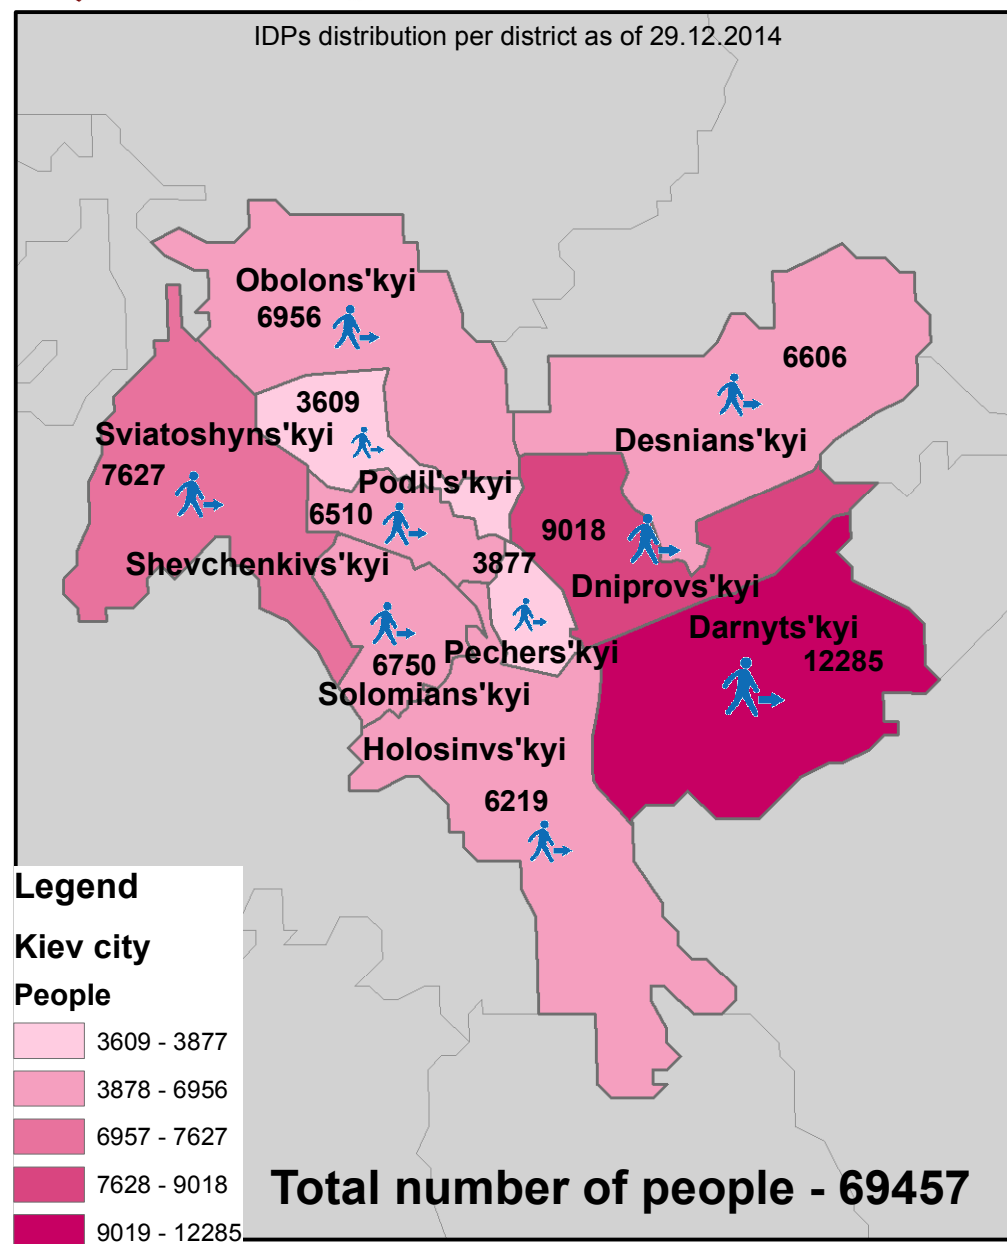 IDPs distribution per district as of 29.12.2014
Obolons'kyi
6956
6606
3609
Sviatoshyns'kyi
Desnians'kyi
7627
Podil's'kyi
6510
9018
Shevchenkivs'kyi
3877
Dniprovs'kyi
Darnyts'kyi
12285
Pechers'kyi
6750
Solomians'kyi
Holosiпvs'kyi
6219
Legend
Kiev city
People
3609 - 3877
3878 - 6956
6957 - 7627
7628 - 9018
9019 - 12285
Total number of people - 69457